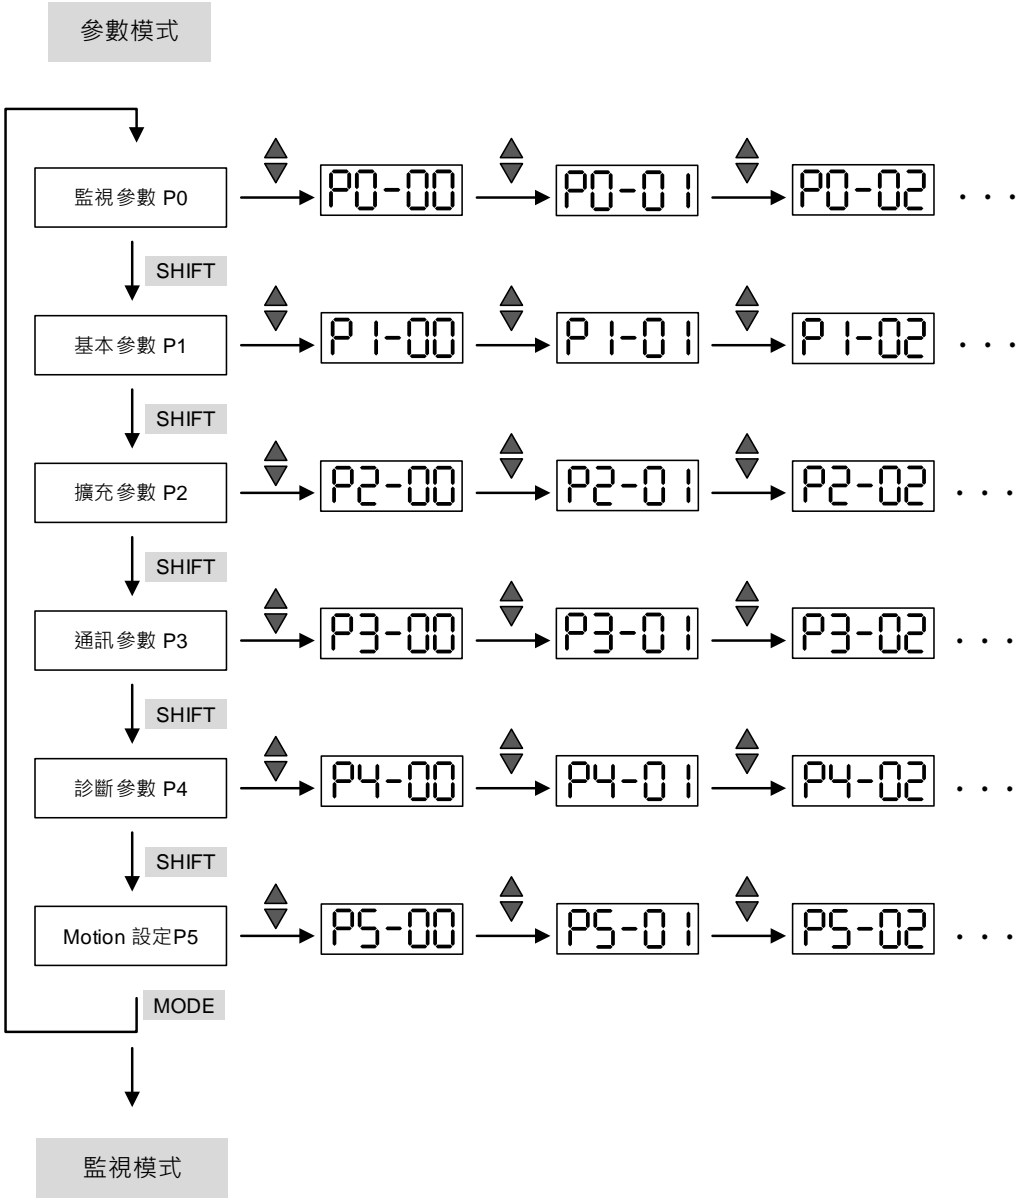 參數模式
監視參數 P0
P0-00
P0-01
P0-02
. . .
SHIFT
基本參數 P1
P1-00
P1-01
P1-02
. . .
SHIFT
擴充參數 P2
P2-00
P2-01
P2-02
. . .
SHIFT
通訊參數 P3
P3-00
P3-01
P3-02
. . .
SHIFT
診斷參數 P4
P4-00
P4-01
P4-02
. . .
SHIFT
Motion 設定P5
P5-00
P5-01
P5-02
. . .
MODE
監視模式